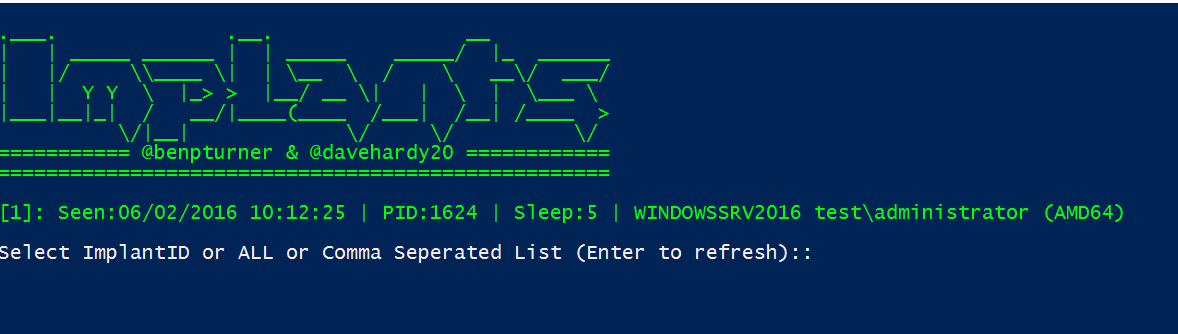 Implants
=========== @benpturner & @davehardy20 ============
====================================================
[1]: Seen:06/02/2016 10:12:25 | PID:1624 | Sleep:5 | WINDOWSSRV2016 test\administrator (AMD64)
Select ImplantID or ALL or Comma Seperated List (Enter to refresh)::